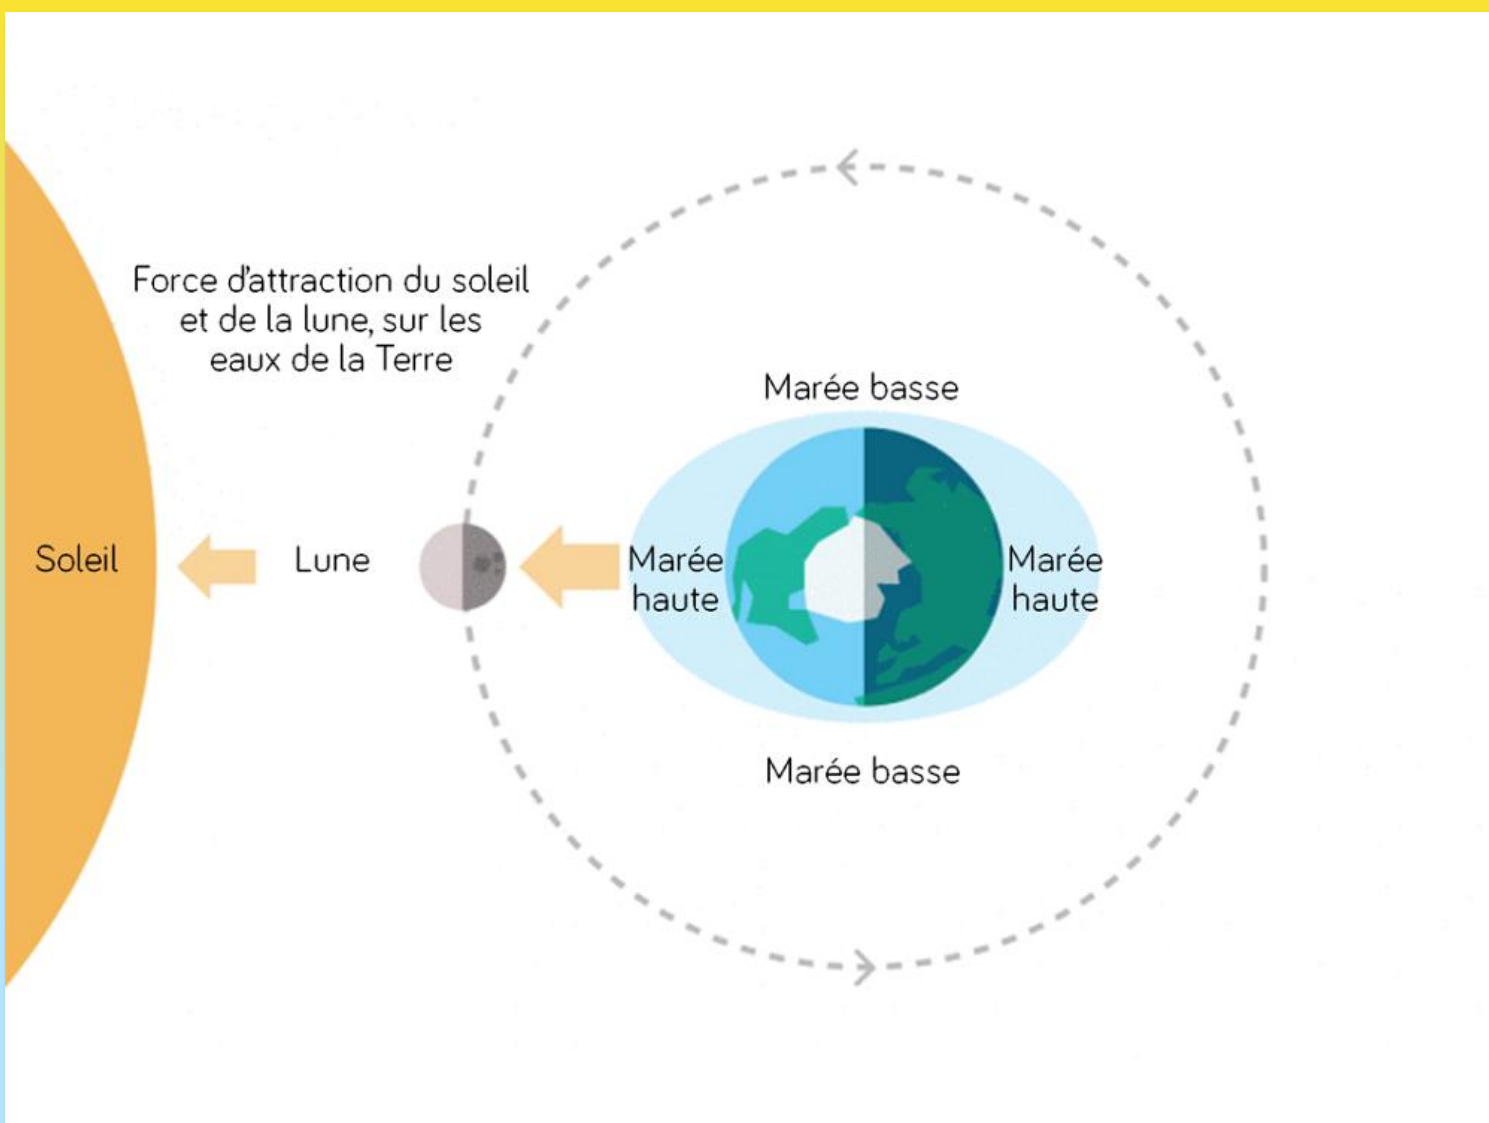 Force d'attraction du soleil
et de la lune, sur les
eaux de la Terre
Marée basse
Soleil
Lune
Marée
haute
Marée
haute
Marée basse